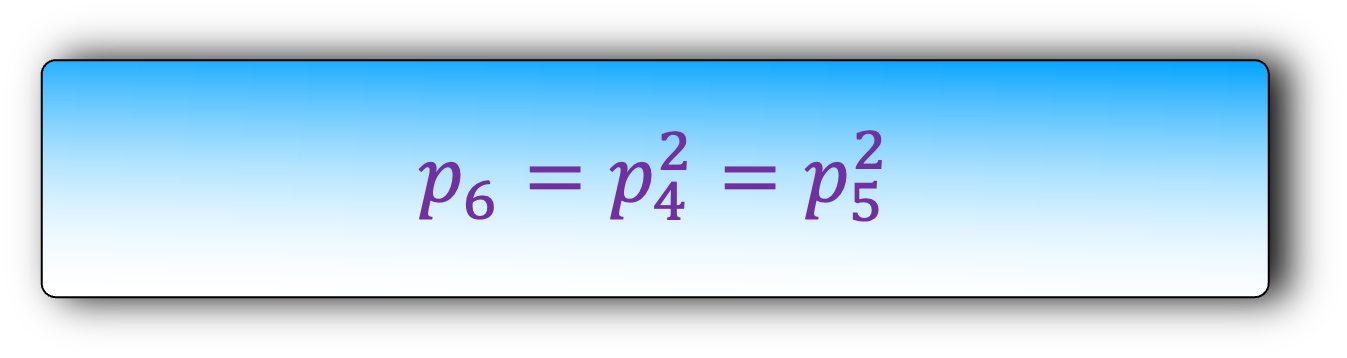 𝑝₆ = 𝑝₄² = 𝑝₅²